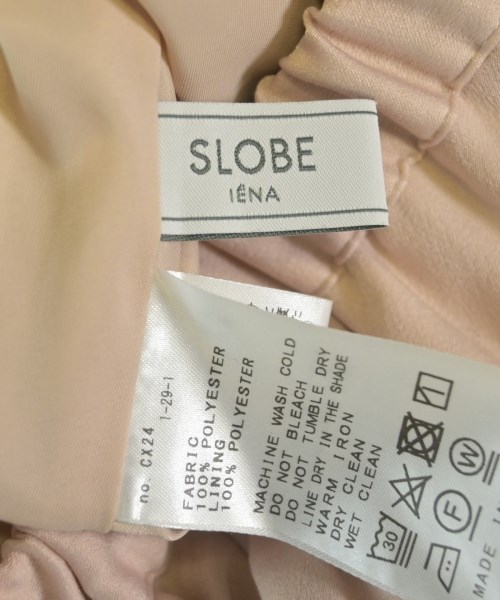 SLOBE
IÉNA
no. CX24
1-29-1
FABRIC
100% POLYESTER
LINING
100% POLYESTER
MACHINE WASH COLD
DO NOT BLEACH
DO NOT TUMBLE DRY
LINE DRY IN THE SHADE
WARM IRON
DRY CLEAN
WET CLEAN
30
F
W
MADE